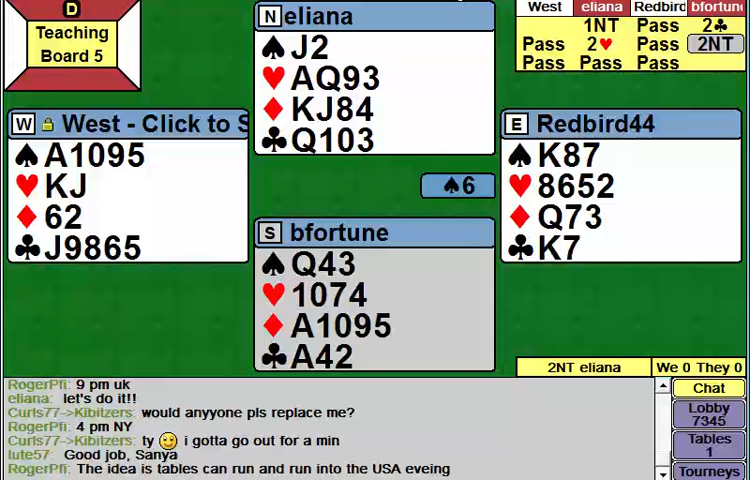 D
Teaching
Board 5
N eliana
♠ J2
♥ AQ93
♦ KJ84
♣ Q103
West eliana Redbird bfortune
1NT Pass 2♣
Pass 2♥ Pass 2NT
Pass Pass Pass
W West - Click to S
♠ A1095
♥ KJ
♦ 62
♣ J9865
♠6
E Redbird44
♠ K87
♥ 8652
♦ Q73
♣ K7
S bfortune
♠ Q43
♥ 1074
♦ A1095
♣ A42
2NT eliana
We 0 They 0
RogerPfi: 9 pm uk
eliana: let's do it!!
Curls77->Kibitzers: would anyyone pls replace me?
RogerPfi: 4 pm NY
Curls77->Kibitzers: ty i gotta go out for a min
lute57: Good job, Sanya
RogerPfi: The idea is tables can run and run into the USA eveing
Chat
Lobby
7345
Tables
1
Tourneys